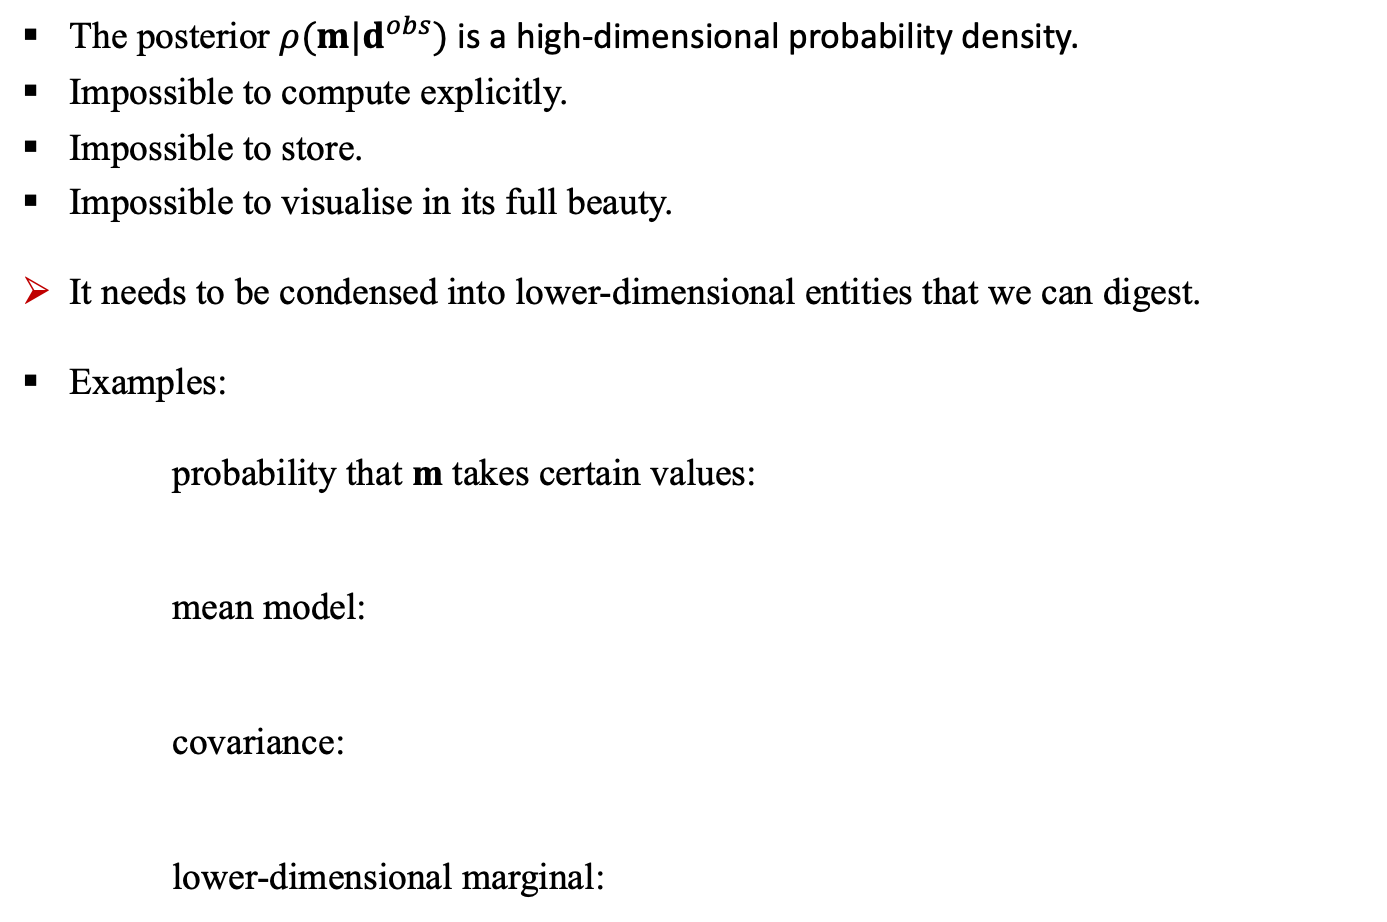 ▪ The posterior ρ(𝐦|𝐝ᵒᵇˢ) is a high-dimensional probability density.
▪ Impossible to compute explicitly.
▪ Impossible to store.
▪ Impossible to visualise in its full beauty.
➢ It needs to be condensed into lower-dimensional entities that we can digest.
▪ Examples:
probability that 𝐦 takes certain values:
mean model:
covariance:
lower-dimensional marginal: